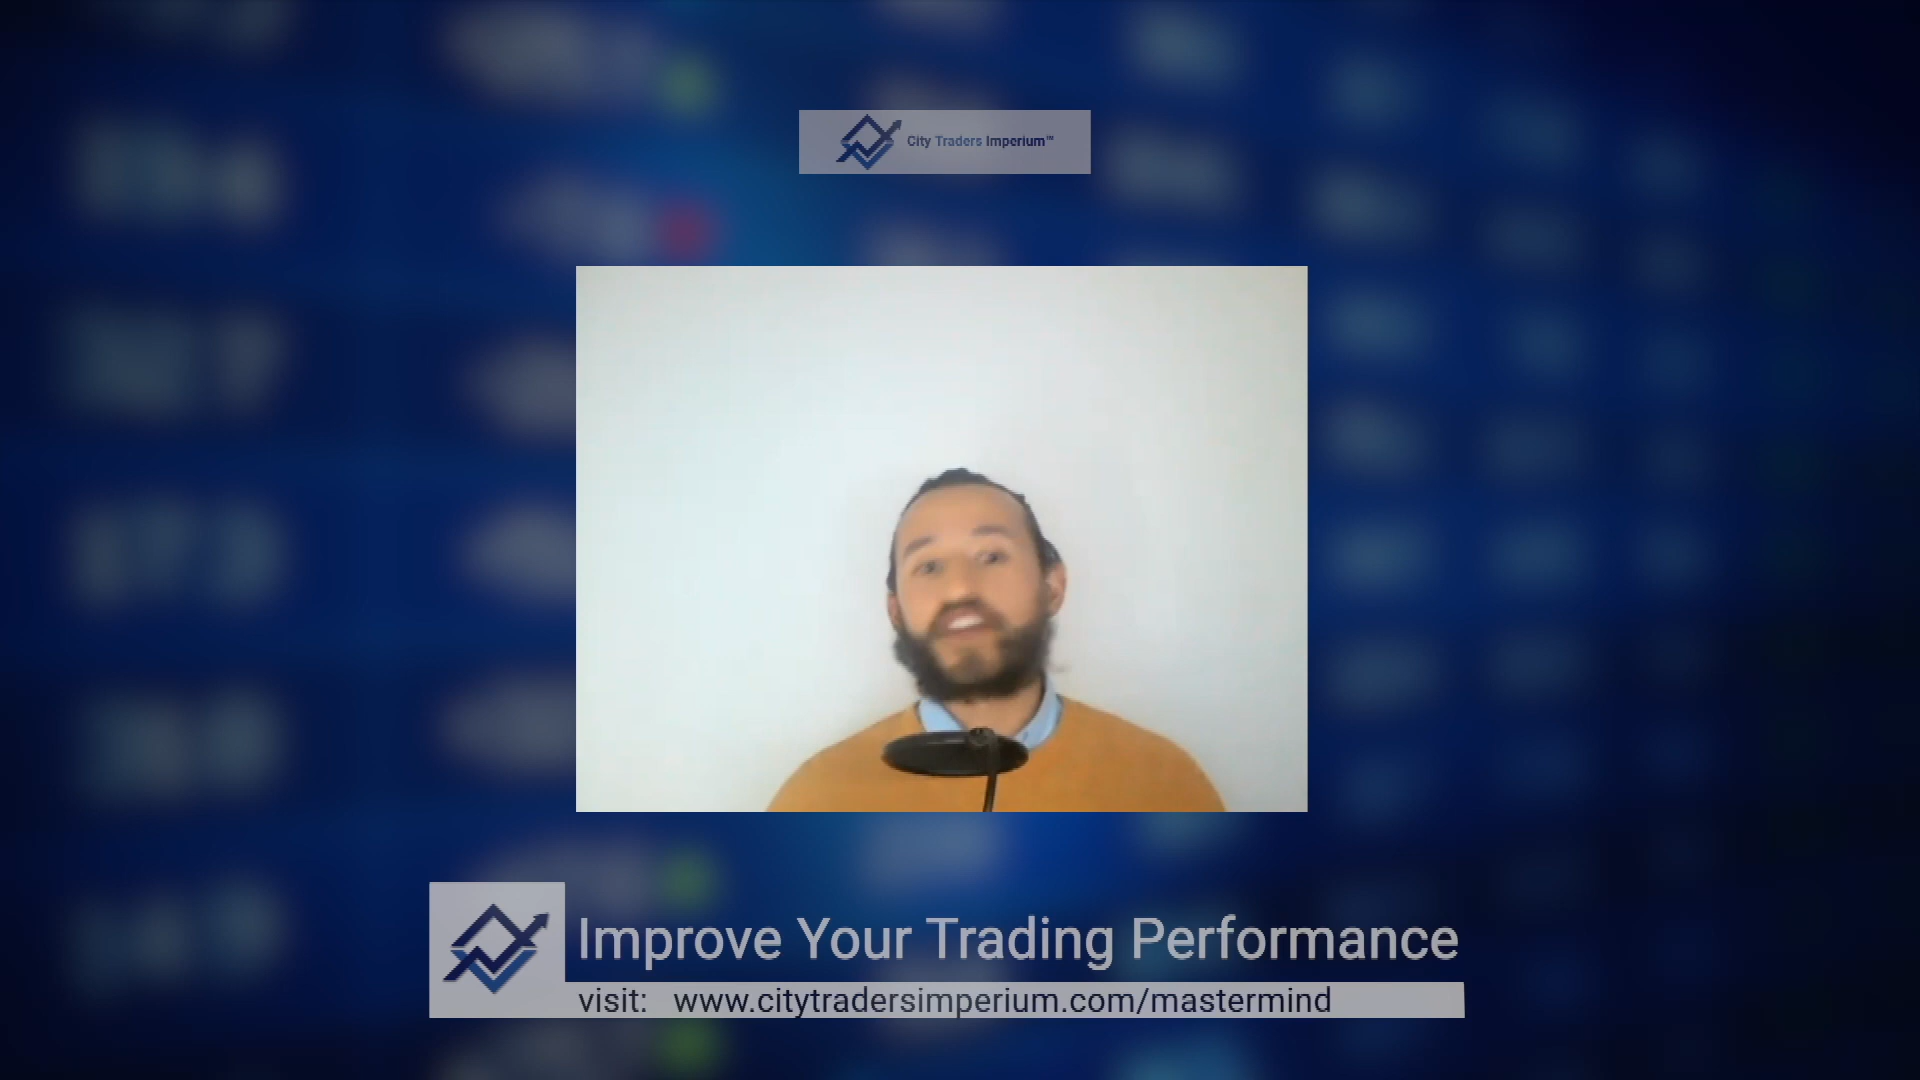 City Traders Imperium™
Improve Your Trading Performance
visit: www.citytradersimperium.com/mastermind